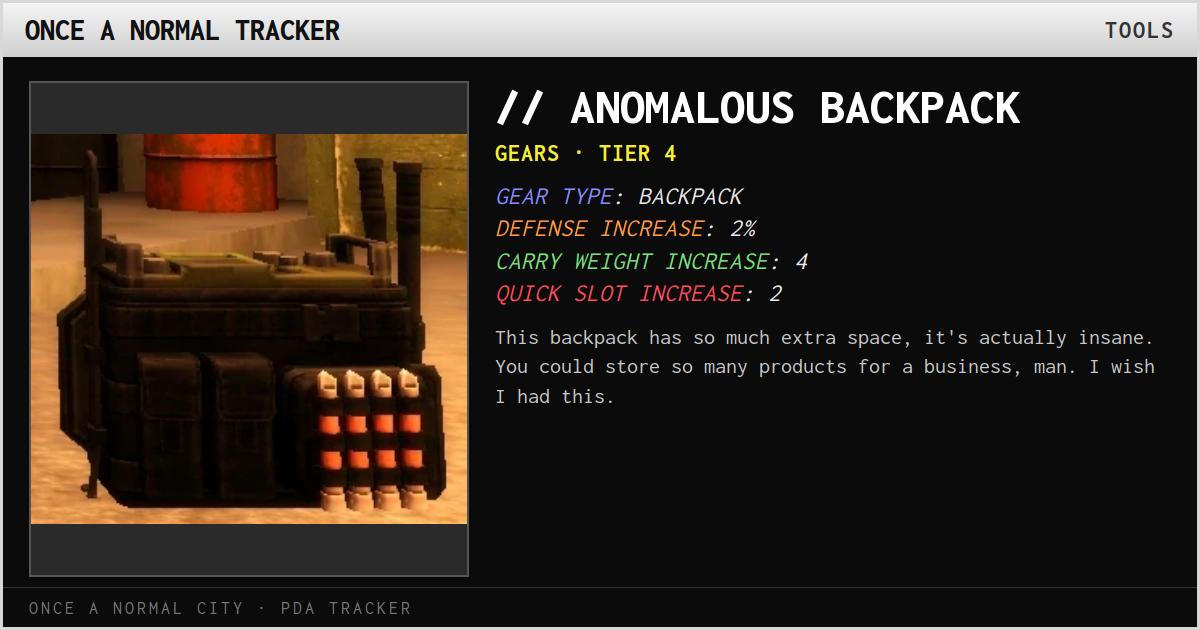 ONCE A NORMAL TRACKER
TOOLS
// ANOMALOUS BACKPACK
GEARS · TIER 4
GEAR TYPE: BACKPACK
DEFENSE INCREASE: 2%
CARRY WEIGHT INCREASE: 4
QUICK SLOT INCREASE: 2
This backpack has so much extra space, it's actually insane.
You could store so many products for a business, man. I wish
I had this.
ONCE A NORMAL CITY · PDA TRACKER